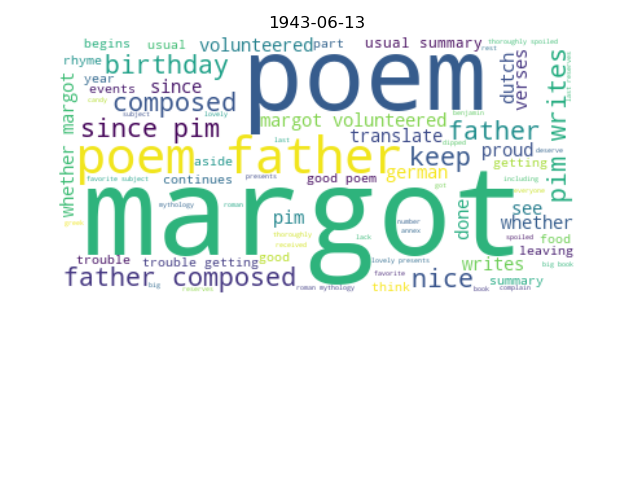 1943-06-13
begins
usual
volunteered
part
usual summary
thoroughly spoiled
rest
rhyme
birthday
poem
dutch
verses
pim writes
last reserves
year
since
events
candy
composed
whether margot
subject
lovely
benjamin
margot volunteered
since pim
translate
father
poem father
keep
proud
deserve
dipped
last
aside
getting
german
including
favorite subject
continues
presents
good poem
got
everyone
margot
mythology
roman
pim
done
see
number
annex
whether
greek
thoroughly
received
lack
spoiled
food
leaving
trouble
trouble getting
good
lovely presents
writes
big book
father composed
big
reserves
roman mythology
favorite
think
nice
book
summary
complain